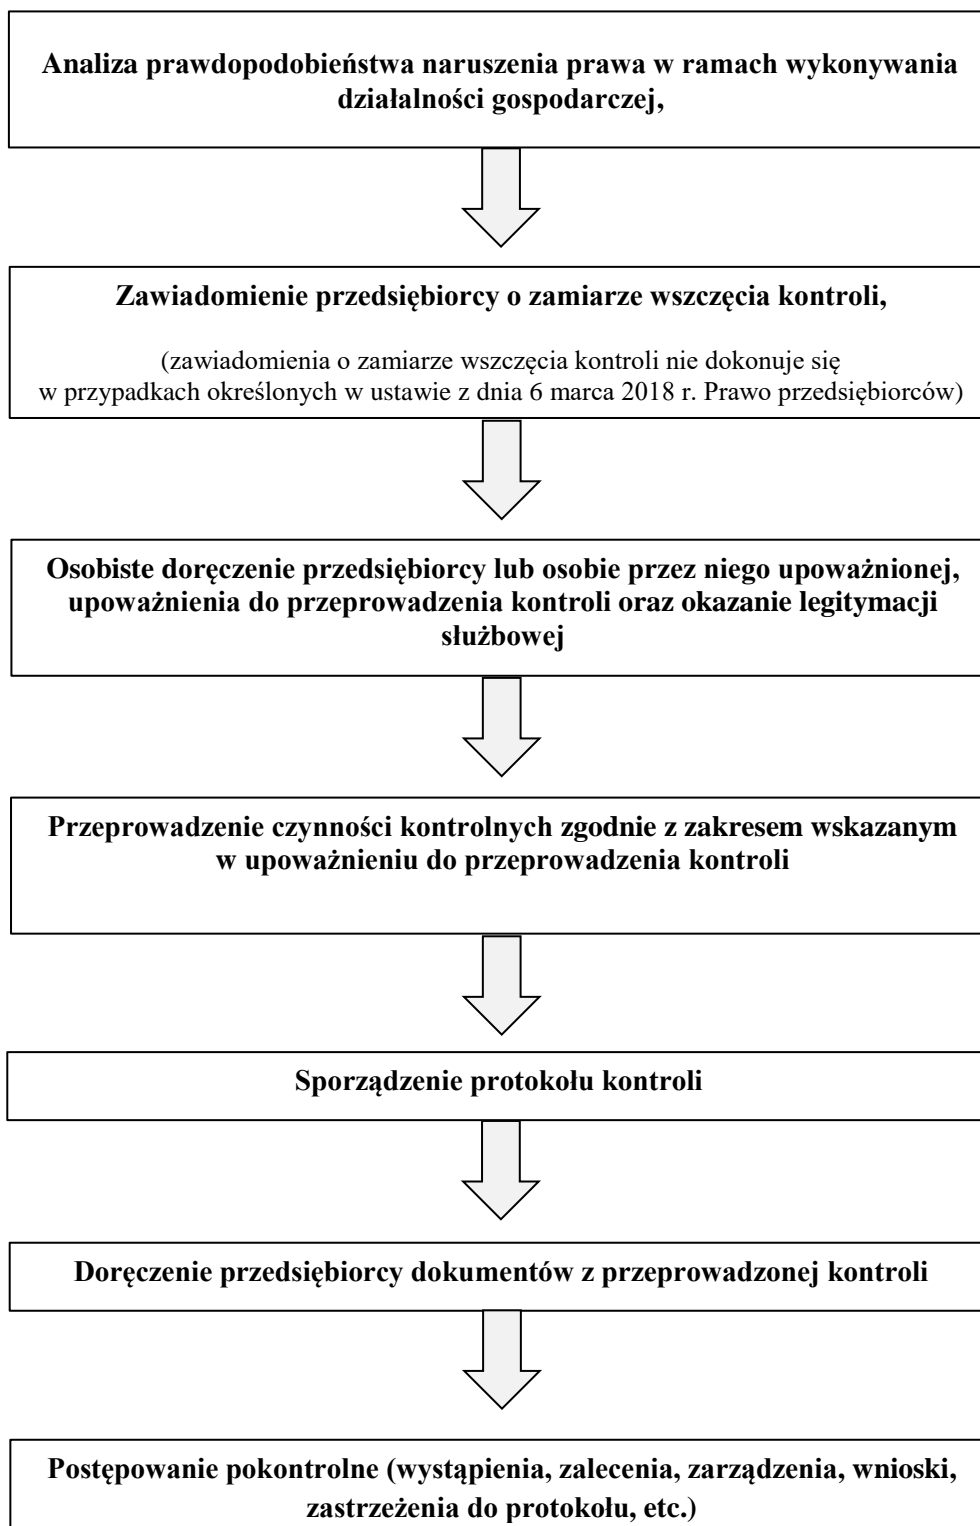 Analiza prawdopodobieństwa naruszenia prawa w ramach wykonywania
działalności gospodarczej,
Zawiadomienie przedsiębiorcy o zamiarze wszczęcia kontroli,
(zawiadomienia o zamiarze wszczęcia kontroli nie dokonuje się
w przypadkach określonych w ustawie z dnia 6 marca 2018 r. Prawo przedsiębiorców)
Osobiste doręczenie przedsiębiorcy lub osobie przez niego upoważnionej,
upoważnienia do przeprowadzenia kontroli oraz okazanie legitymacji
służbowej
Przeprowadzenie czynności kontrolnych zgodnie z zakresem wskazanym
w upoważnieniu do przeprowadzenia kontroli
Sporządzenie protokołu kontroli
Doręczenie przedsiębiorcy dokumentów z przeprowadzonej kontroli
Postępowanie pokontrolne (wystąpienia, zalecenia, zarządzenia, wnioski,
zastrzeżenia do protokołu, etc.)